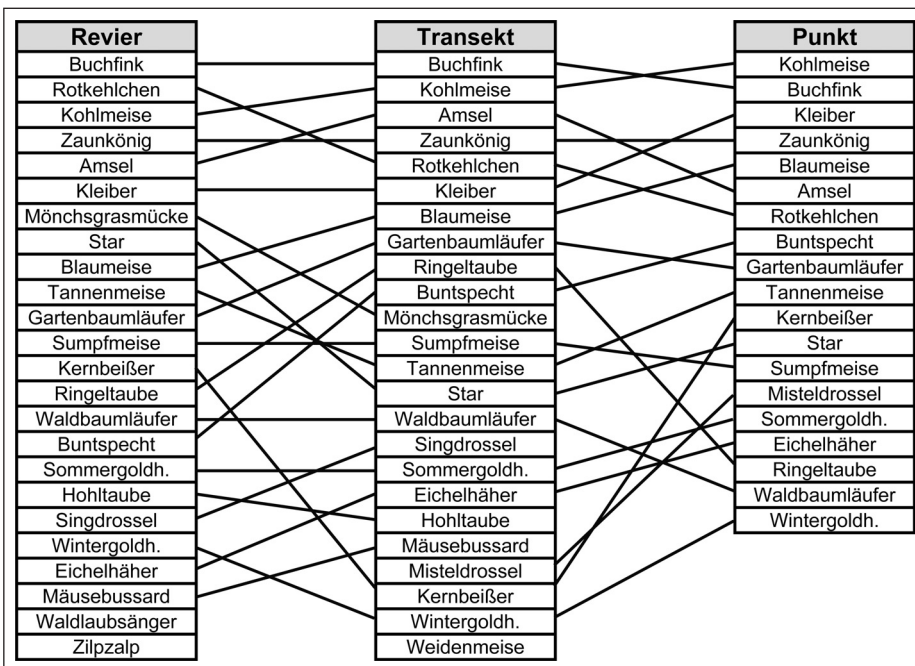 Revier
Buchfink
Rotkehlchen
Kohlmeise
Zaunkönig
Amsel
Kleiber
Mönchsgrasmücke
Star
Blaumeise
Tannenmeise
Gartenbaumläufer
Sumpfmeise
Kernbeißer
Ringeltaube
Waldbaumläufer
Buntspecht
Sommergoldh.
Hohltaube
Singdrossel
Wintergoldh.
Eichelhäher
Mäusebussard
Waldlaubsänger
Zilpzalp
Transekt
Buchfink
Kohlmeise
Amsel
Zaunkönig
Rotkehlchen
Kleiber
Blaumeise
Gartenbaumläufer
Ringeltaube
Buntspecht
Mönchsgrasmücke
Sumpfmeise
Tannenmeise
Star
Waldbaumläufer
Singdrossel
Sommergoldh.
Eichelhäher
Hohltaube
Mäusebussard
Misteldrossel
Kernbeißer
Wintergoldh.
Weidenmeise
Punkt
Kohlmeise
Buchfink
Kleiber
Zaunkönig
Blaumeise
Amsel
Rotkehlchen
Buntspecht
Gartenbaumläufer
Tannenmeise
Kernbeißer
Star
Sumpfmeise
Misteldrossel
Sommergoldh.
Eichelhäher
Ringeltaube
Waldbaumläufer
Wintergoldh.